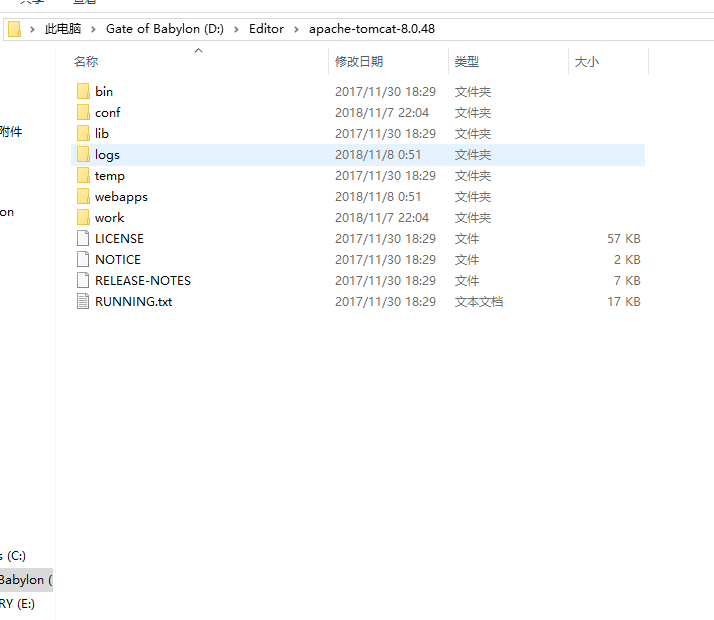 共享 查看
此电脑 Gate of Babylon (D:) Editor apache-tomcat-8.0.48
名称 修改日期 类型 大小
bin 2017/11/30 18:29 文件夹
conf 2018/11/7 22:04 文件夹
附件
lib 2017/11/30 18:29 文件夹
logs 2018/11/8 0:51 文件夹
temp 2017/11/30 18:29 文件夹
webapps 2018/11/8 0:51 文件夹
on
work 2018/11/7 22:04 文件夹
LICENSE 2017/11/30 18:29 文件 57 KB
NOTICE 2017/11/30 18:29 文件 2 KB
RELEASE-NOTES 2017/11/30 18:29 文件 7 KB
RUNNING.txt 2017/11/30 18:29 文本文档 17 KB
s (C:)
Babylon (
RY (E:)